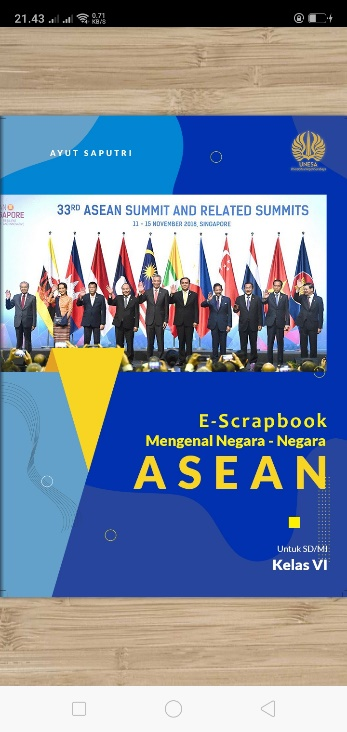 21.43
0.71
KB/S
AYUT SAPUTRI
UNESA
33RD ASEAN SUMMIT AND RELATED SUMMITS
11 - 15 NOVEMBER 2018, SINGAPORE
AN
APORE
E-Scrapbook
Mengenal Negara - Negara
ASEAN
Untuk SD/MI
Kelas VI